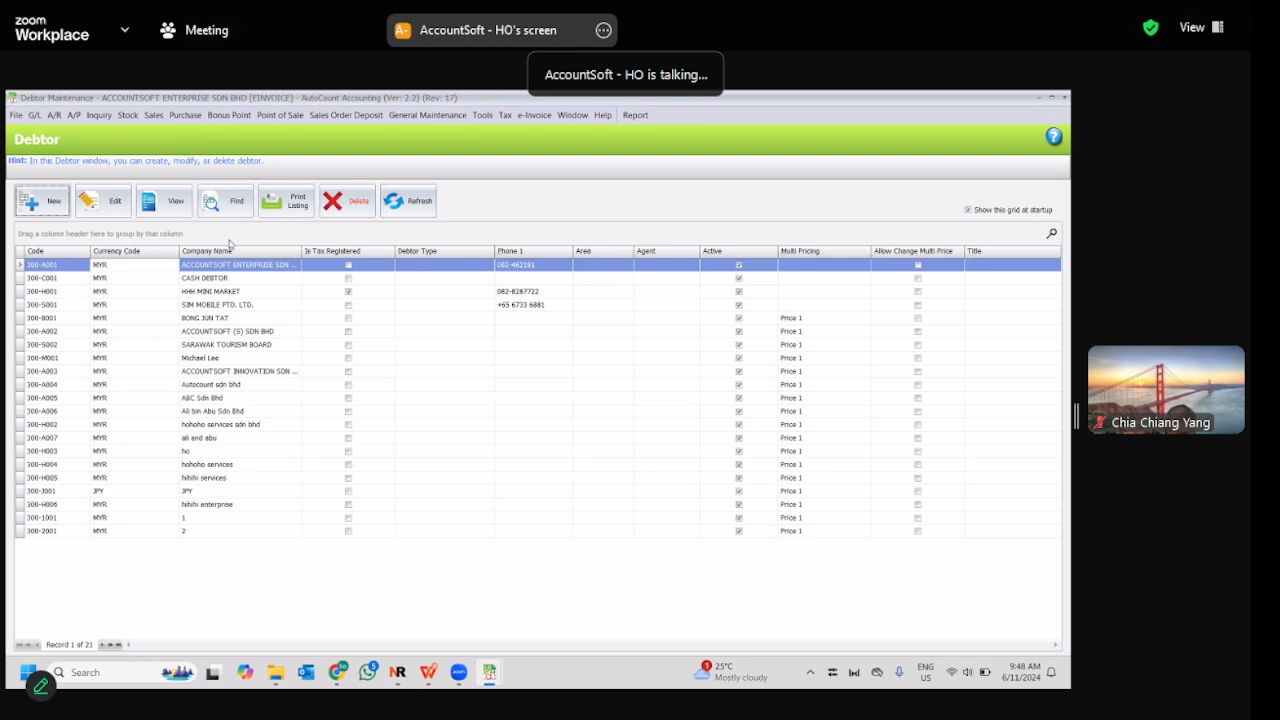 zoom
Workplace
Meeting
A- AccountSoft - HO's screen
View
AccountSoft - HO is talking...
Debtor Maintenance - ACCOUNTSOFT ENTERPRISE SDN BHD [EINVOICE] - AutoCount Accounting (Ver: 2.2) (Rev: 17)
File G/L A/R A/P Inquiry Stock Sales Purchase Bonus Point Point of Sale Sales Order Deposit General Maintenance Tools Tax e-Invoice Window Help Report
Debtor
Hint: In this Debtor window, you can create, modify, or delete debtor.
New Edit View Find Print Listing Delete Refresh
Show this grid at startup
Drag a column header here to group by that column
Code Currency Code Company Name Is Tax Registered Debtor Type Phone 1 Area Agent Active Multi Pricing Allow Change Multi Price Title
300-A001 MYR ACCOUNTSOFT ENTERPRISE SDN ... 082-462181
300-C001 MYR CASH DEBTOR
300-H001 MYR HHH MINI MARKET 082-8287722
300-S001 MYR SIM MOBILE PTD. LTD. +65 6733 6881
300-B001 MYR BONG JUN TAT Price 1
300-A002 MYR ACCOUNTSOFT (S) SDN BHD Price 1
300-S002 MYR SARAWAK TOURISM BOARD Price 1
300-M001 MYR Michael Lee Price 1
300-A003 MYR ACCOUNTSOFT INNOVATION SDN ... Price 1
300-A004 MYR Autocount sdn bhd Price 1
300-A005 MYR ABC Sdn Bhd Price 1
300-A006 MYR Ali bin Abu Sdn Bhd Price 1
300-H002 MYR hohoho services sdn bhd Price 1
300-A007 MYR ali and abu Price 1
300-H003 MYR ho Price 1
300-H004 MYR hohoho services Price 1
300-H005 MYR hihihi services Price 1
300-J001 JPY JPY Price 1
300-H006 MYR hihihi enterprise Price 1
300-1001 MYR 1 Price 1
300-2001 MYR 2 Price 1
Chia Chiang Yang
Record 1 of 21
Search
25°C
Mostly cloudy
ENG
US
9:48 AM
6/11/2024